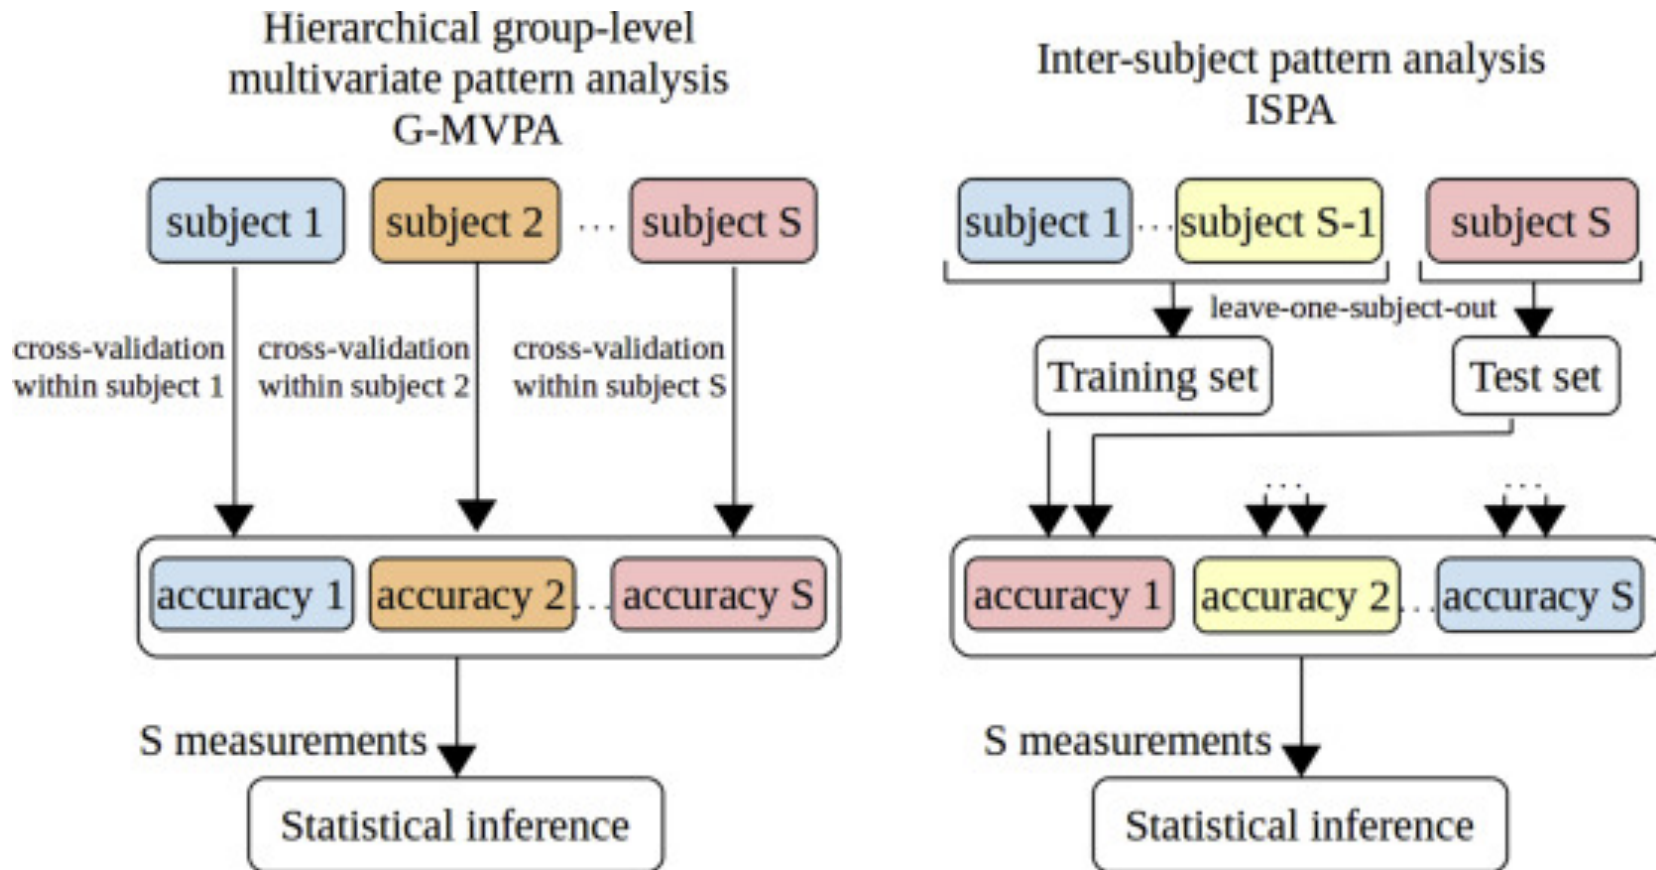 Hierarchical group-level
multivariate pattern analysis
G-MVPA
subject 1
subject 2
...
subject S
cross-validation
within subject 1
cross-validation
within subject 2
cross-validation
within subject S
accuracy 1
accuracy 2
...
accuracy S
S measurements
Statistical inference
Inter-subject pattern analysis
ISPA
subject 1
...
subject S-1
subject S
leave-one-subject-out
Training set
Test set
...
...
accuracy 1
accuracy 2
...
accuracy S
S measurements
Statistical inference